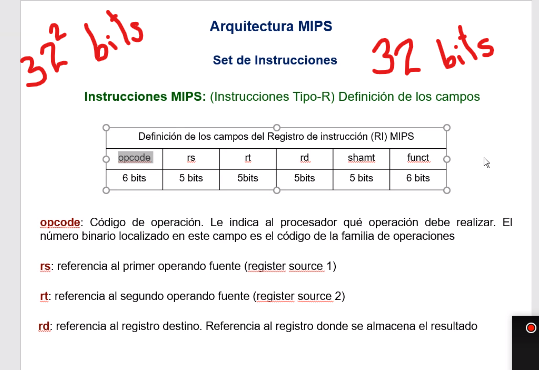 32² bits
Arquitectura MIPS
32 bits
Set de Instrucciones
Instrucciones MIPS: (Instrucciones Tipo-R) Definición de los campos
Definición de los campos del Registro de instrucción (RI) MIPS
opcode rs rt rd shamt funct
6 bits 5 bits 5bits 5bits 5 bits 6 bits
opcode: Código de operación. Le indica al procesador qué operación debe realizar. El
número binario localizado en este campo es el código de la familia de operaciones
rs: referencia al primer operando fuente (register source 1)
rt: referencia al segundo operando fuente (register source 2)
rd: referencia al registro destino. Referencia al registro donde se almacena el resultado